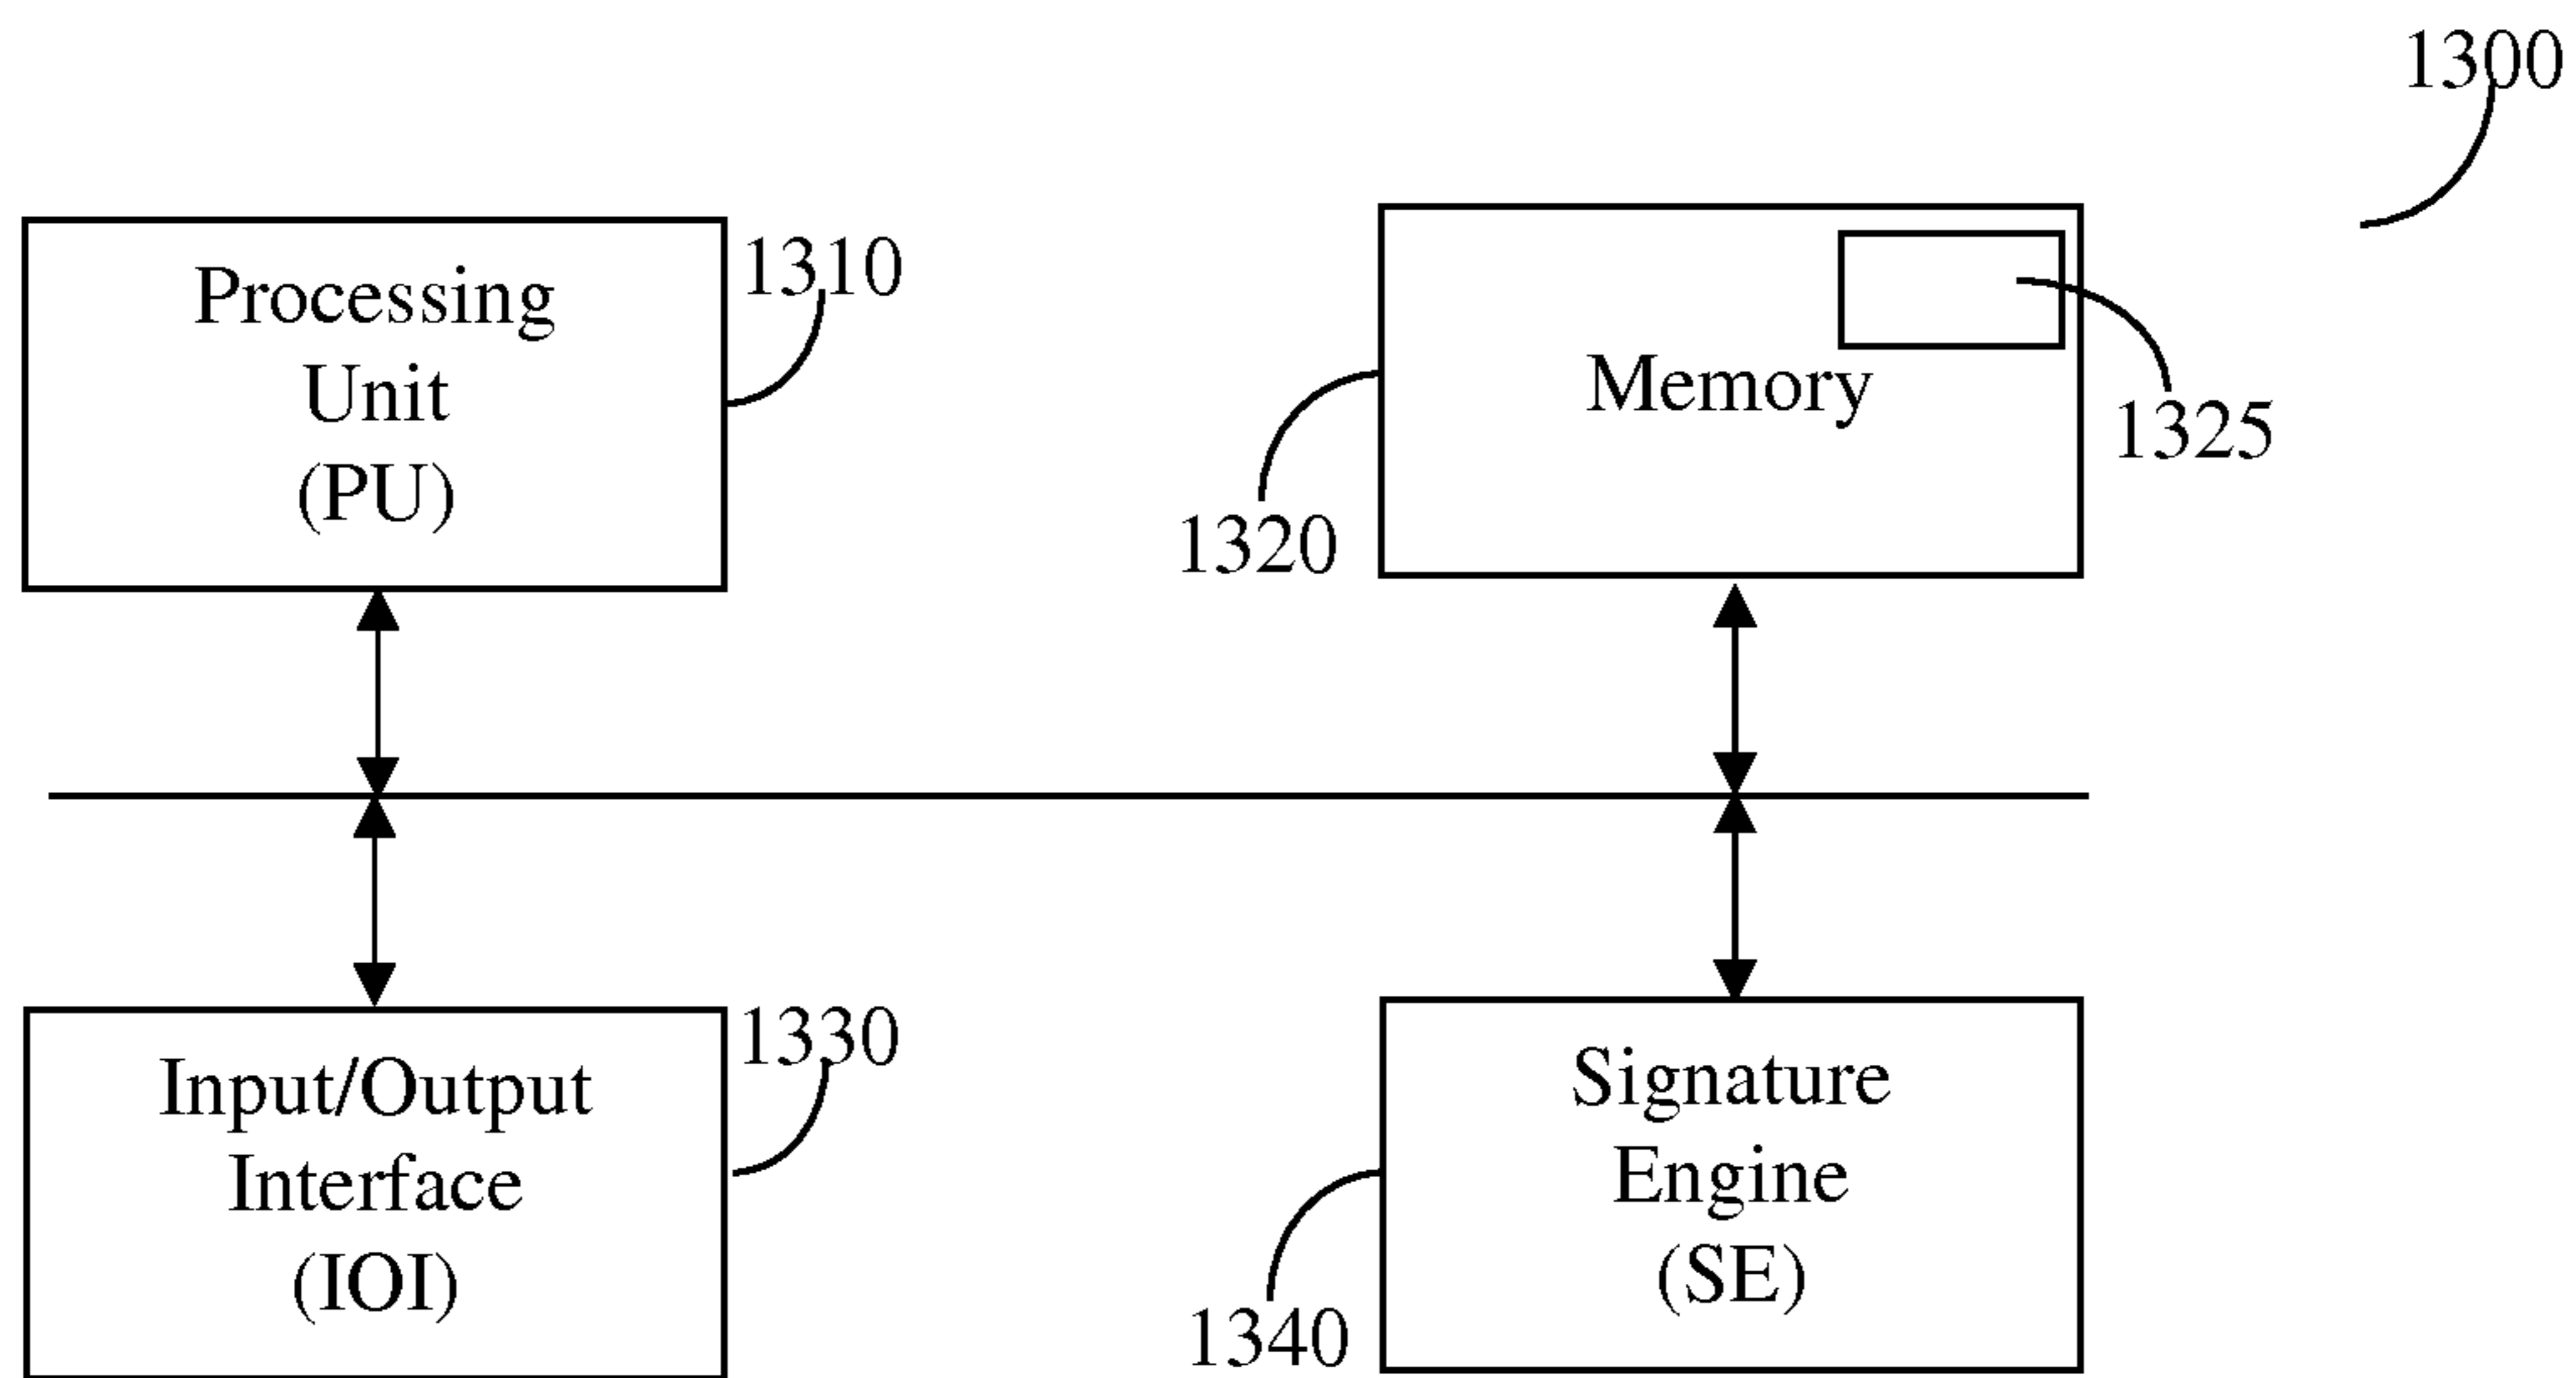 1300
Processing
Unit
(PU)
1310
Memory
1325
1320
Input/Output
Interface
(IOI)
1330
Signature
Engine
(SE)
1340